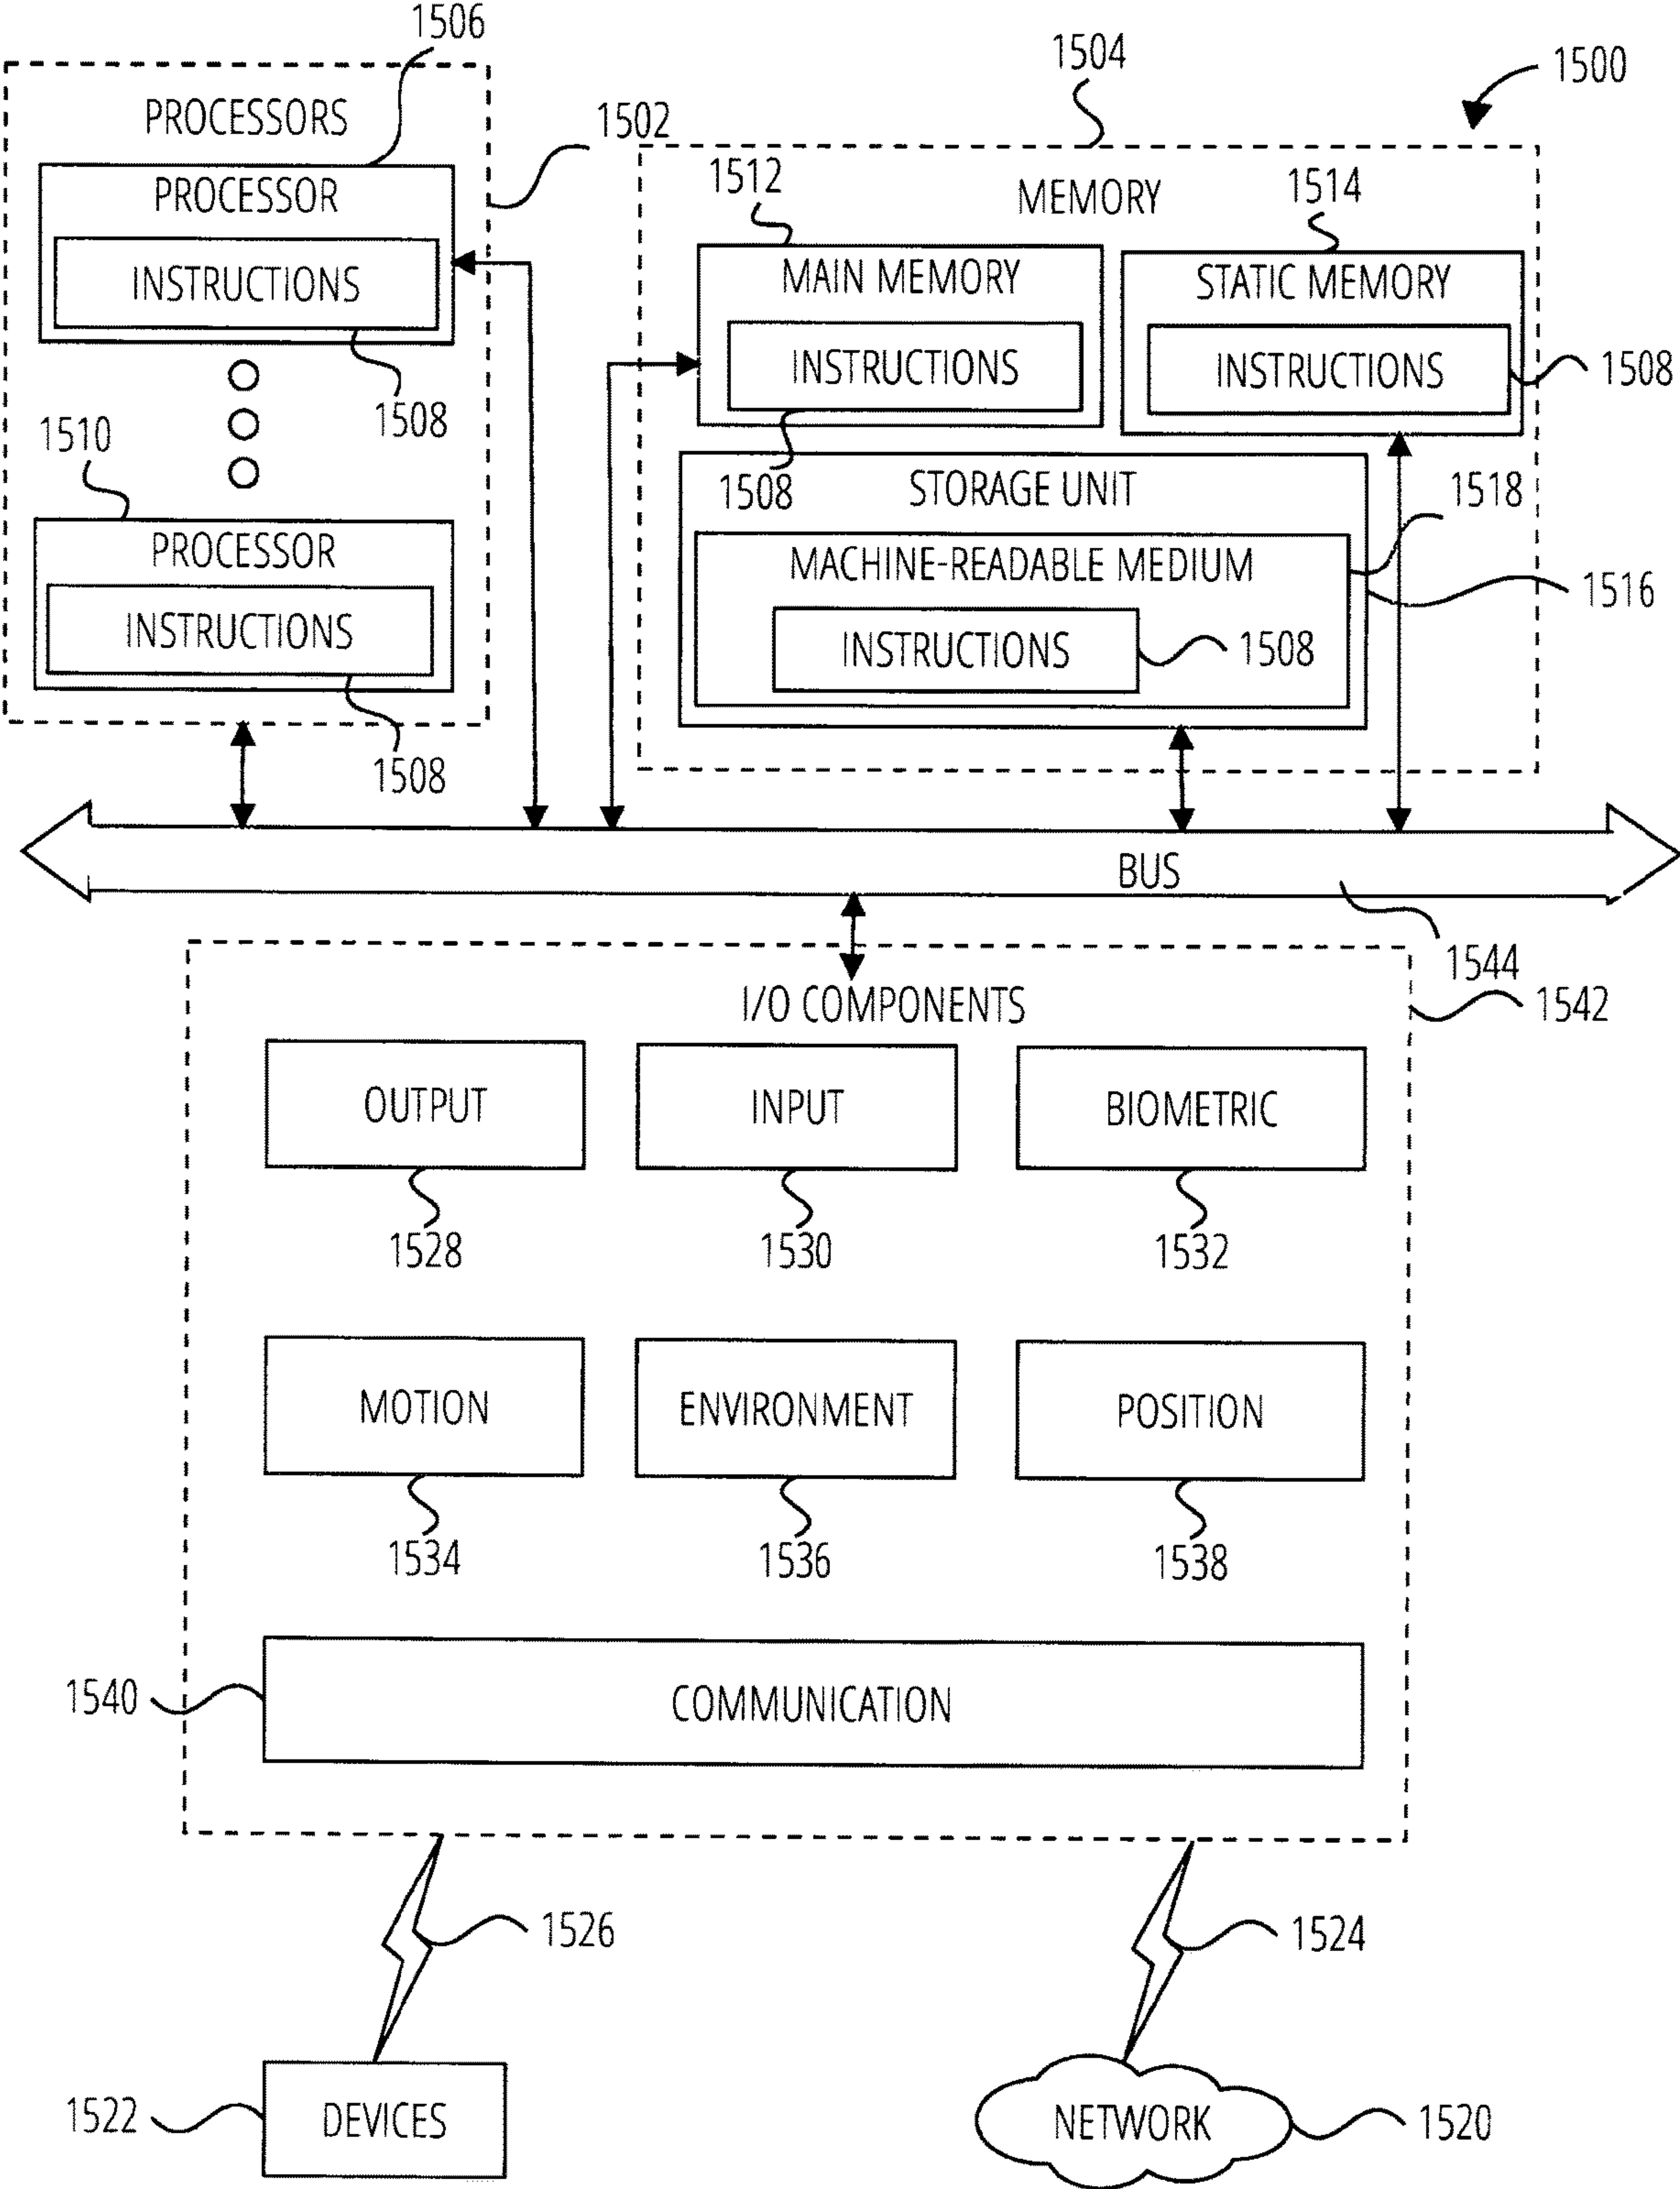 1506
1504
1500
PROCESSORS
1502
PROCESSOR
INSTRUCTIONS
1508
1510
PROCESSOR
INSTRUCTIONS
1508
MEMORY
1512
MAIN MEMORY
INSTRUCTIONS
1508
1514
STATIC MEMORY
INSTRUCTIONS
1508
STORAGE UNIT
1518
MACHINE-READABLE MEDIUM
1516
INSTRUCTIONS
1508
BUS
1544
1542
I/O COMPONENTS
OUTPUT
INPUT
BIOMETRIC
1528
1530
1532
MOTION
ENVIRONMENT
POSITION
1534
1536
1538
1540
COMMUNICATION
1526
1524
1522
DEVICES
NETWORK
1520